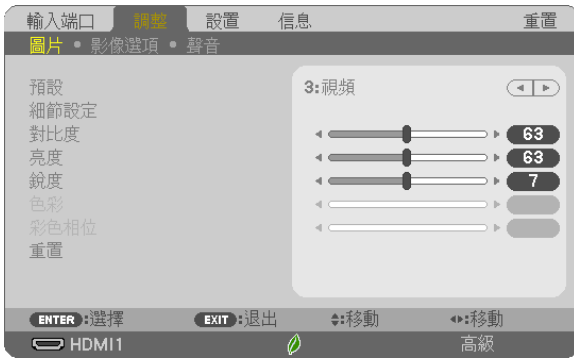 輸入端口 調整 設置 信息 重置
圖片 • 影像選項 • 聲音
預設 3:視頻
細節設定
對比度 63
亮度 63
銳度 7
色彩
彩色相位
重置
ENTER:選擇 EXIT:退出 :移動 :移動
HDMI1 高級